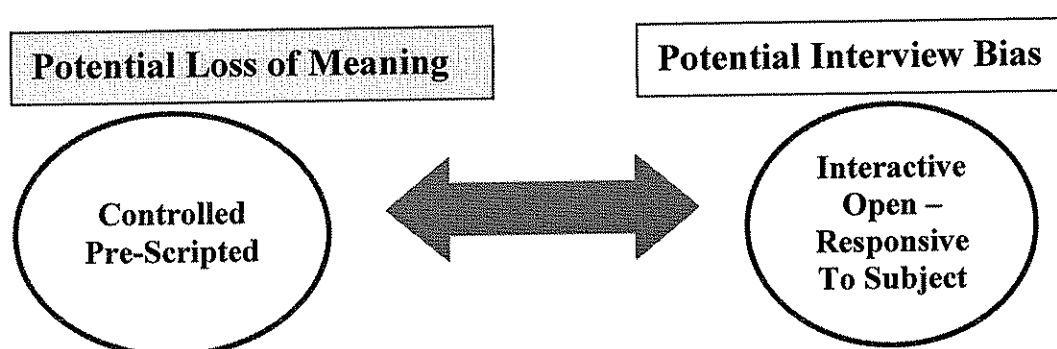 Potential Loss of Meaning
Potential Interview Bias
Controlled
Pre-Scripted
Interactive
Open –
Responsive
To Subject